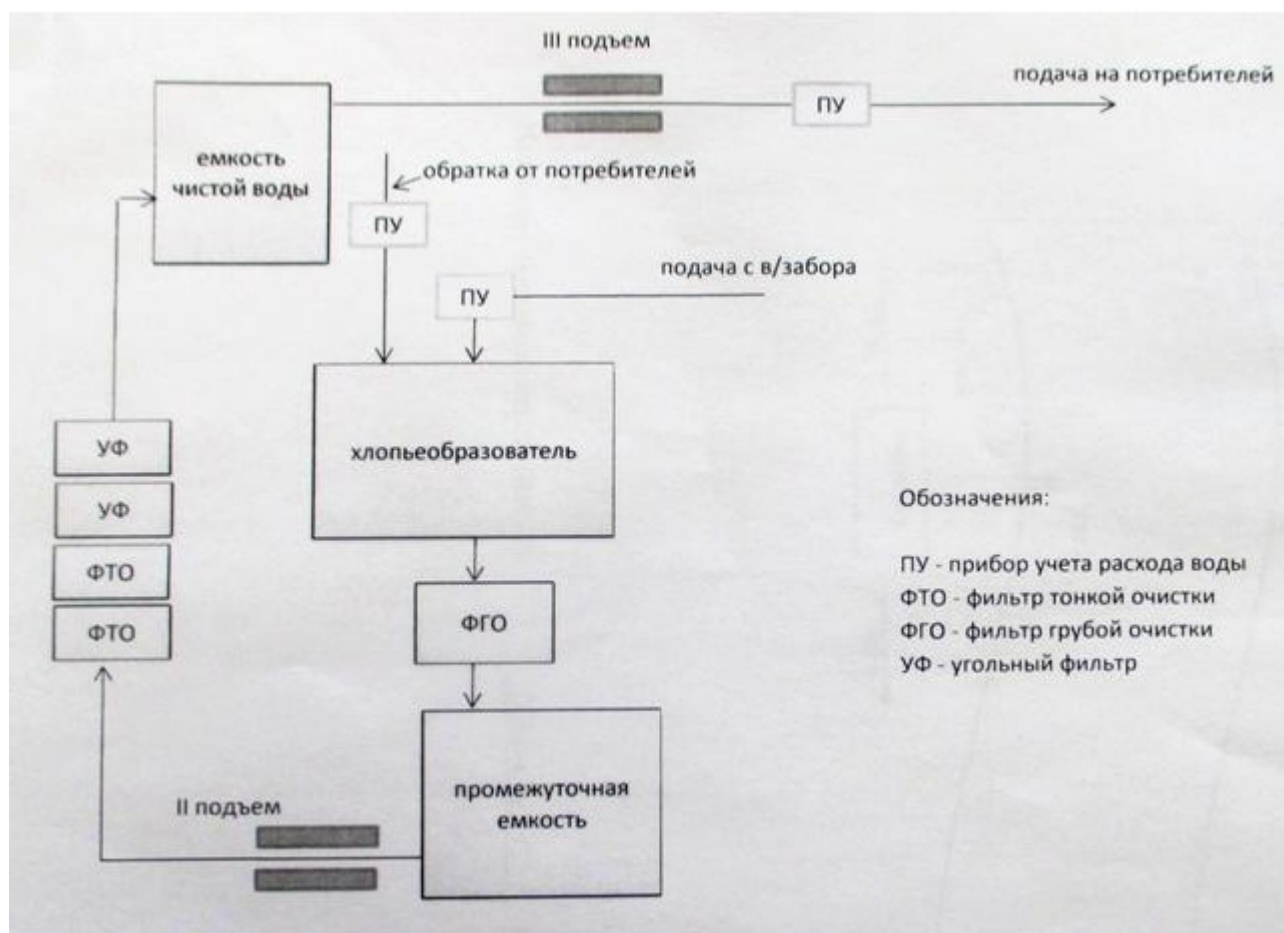 III подъем
подача на потребителей
ПУ
емкость
чистой воды
обратка от потребителей
ПУ
подача с в/забора
ПУ
хлопьеобразователь
УФ
УФ
ФТО
ФТО
ФГО
Обозначения:
ПУ - прибор учета расхода воды
ФТО - фильтр тонкой очистки
ФГО - фильтр грубой очистки
УФ - угольный фильтр
II подъем
промежуточная
емкость